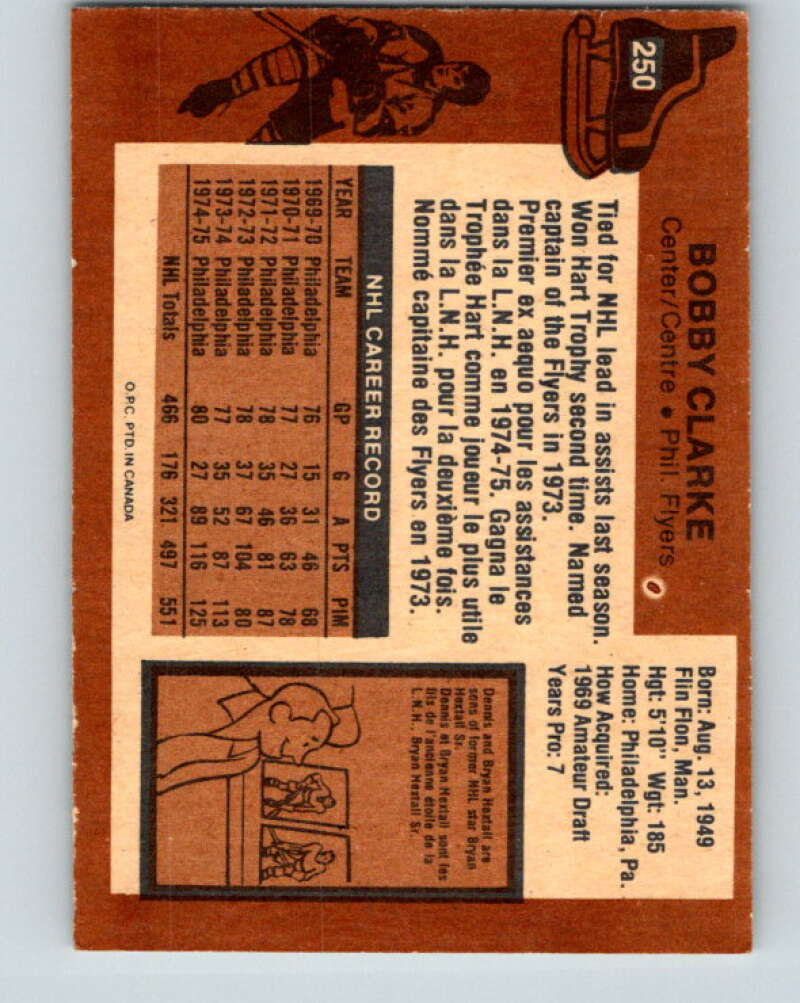 250
BOBBY CLARKE
Center/Centre • Phil. Flyers
Born: Aug. 13, 1949
Flin Flon, Man.
Hgt: 5'10" Wgt: 185
Home: Philadelphia, Pa.
How Acquired:
1969 Amateur Draft
Years Pro: 7
Tied for NHL lead in assists last season.
Won Hart Trophy second time. Named
captain of the Flyers in 1973.
Premier ex aequo pour les assistances
dans la L.N.H. en 1974-75. Gagna le
Trophée Hart comme joueur le plus utile
dans la L.N.H. pour la deuxième fois.
Nommé capitaine des Flyers en 1973.
NHL CAREER RECORD
YEAR TEAM GP G A PTS PIM
1969-70 Philadelphia 76 15 31 46 68
1970-71 Philadelphia 77 27 36 63 78
1971-72 Philadelphia 78 35 46 81 87
1972-73 Philadelphia 78 37 67 104 80
1973-74 Philadelphia 77 35 52 87 113
1974-75 Philadelphia 80 27 89 116 125
NHL Totals 466 176 321 497 551
Dennis and Bryan Hextall are
sons of former NHL star Bryan
Hextall Sr.
Dennis et Bryan Hextall sont les
fils de l'ancienne étoile de la
L.N.H., Bryan Hextall Sr.
O.P.C. PTD. IN CANADA